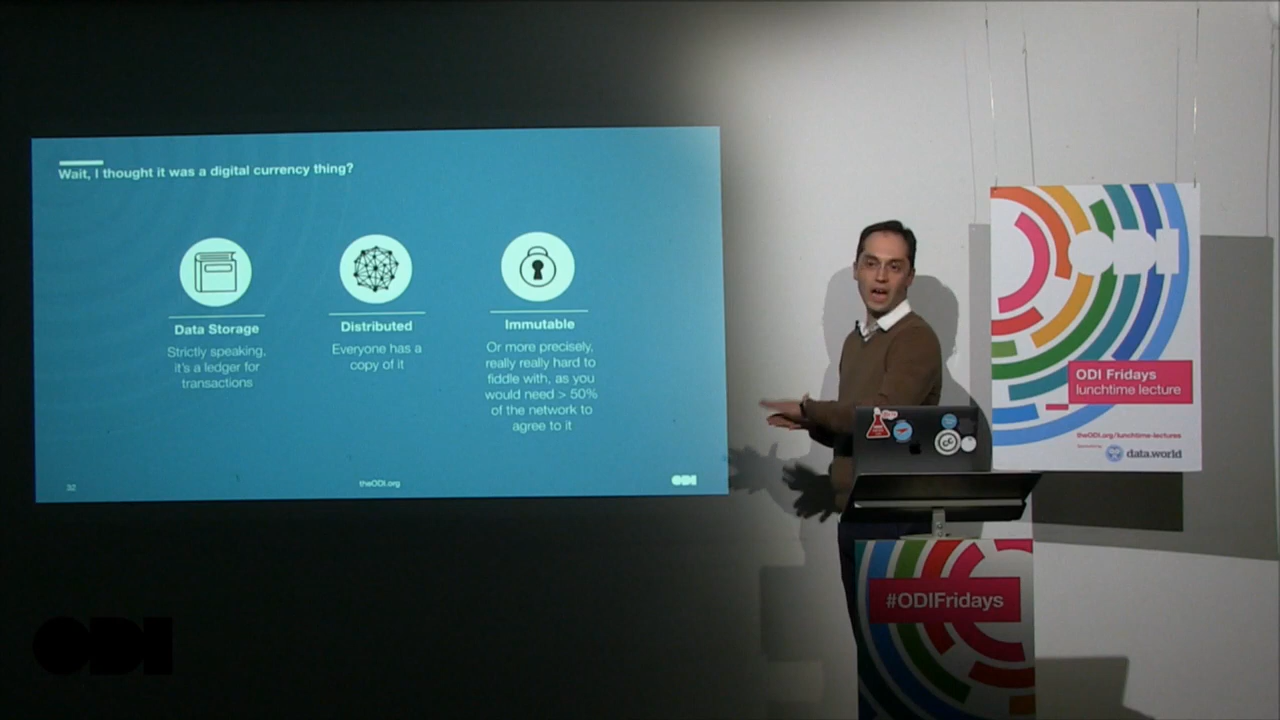 Wait, I thought it was a digital currency thing?
Data Storage
Strictly speaking,
it's a ledger for
transactions
Distributed
Everyone has a
copy of it
Immutable
Or more precisely,
really really hard to
fiddle with, as you
would need > 50%
of the network to
agree to it
32
theODI.org
ODI
ODI Fridays
lunchtime lecture
theODI.org/lunchtime-lectures
data.world
#ODIFridays
ODI